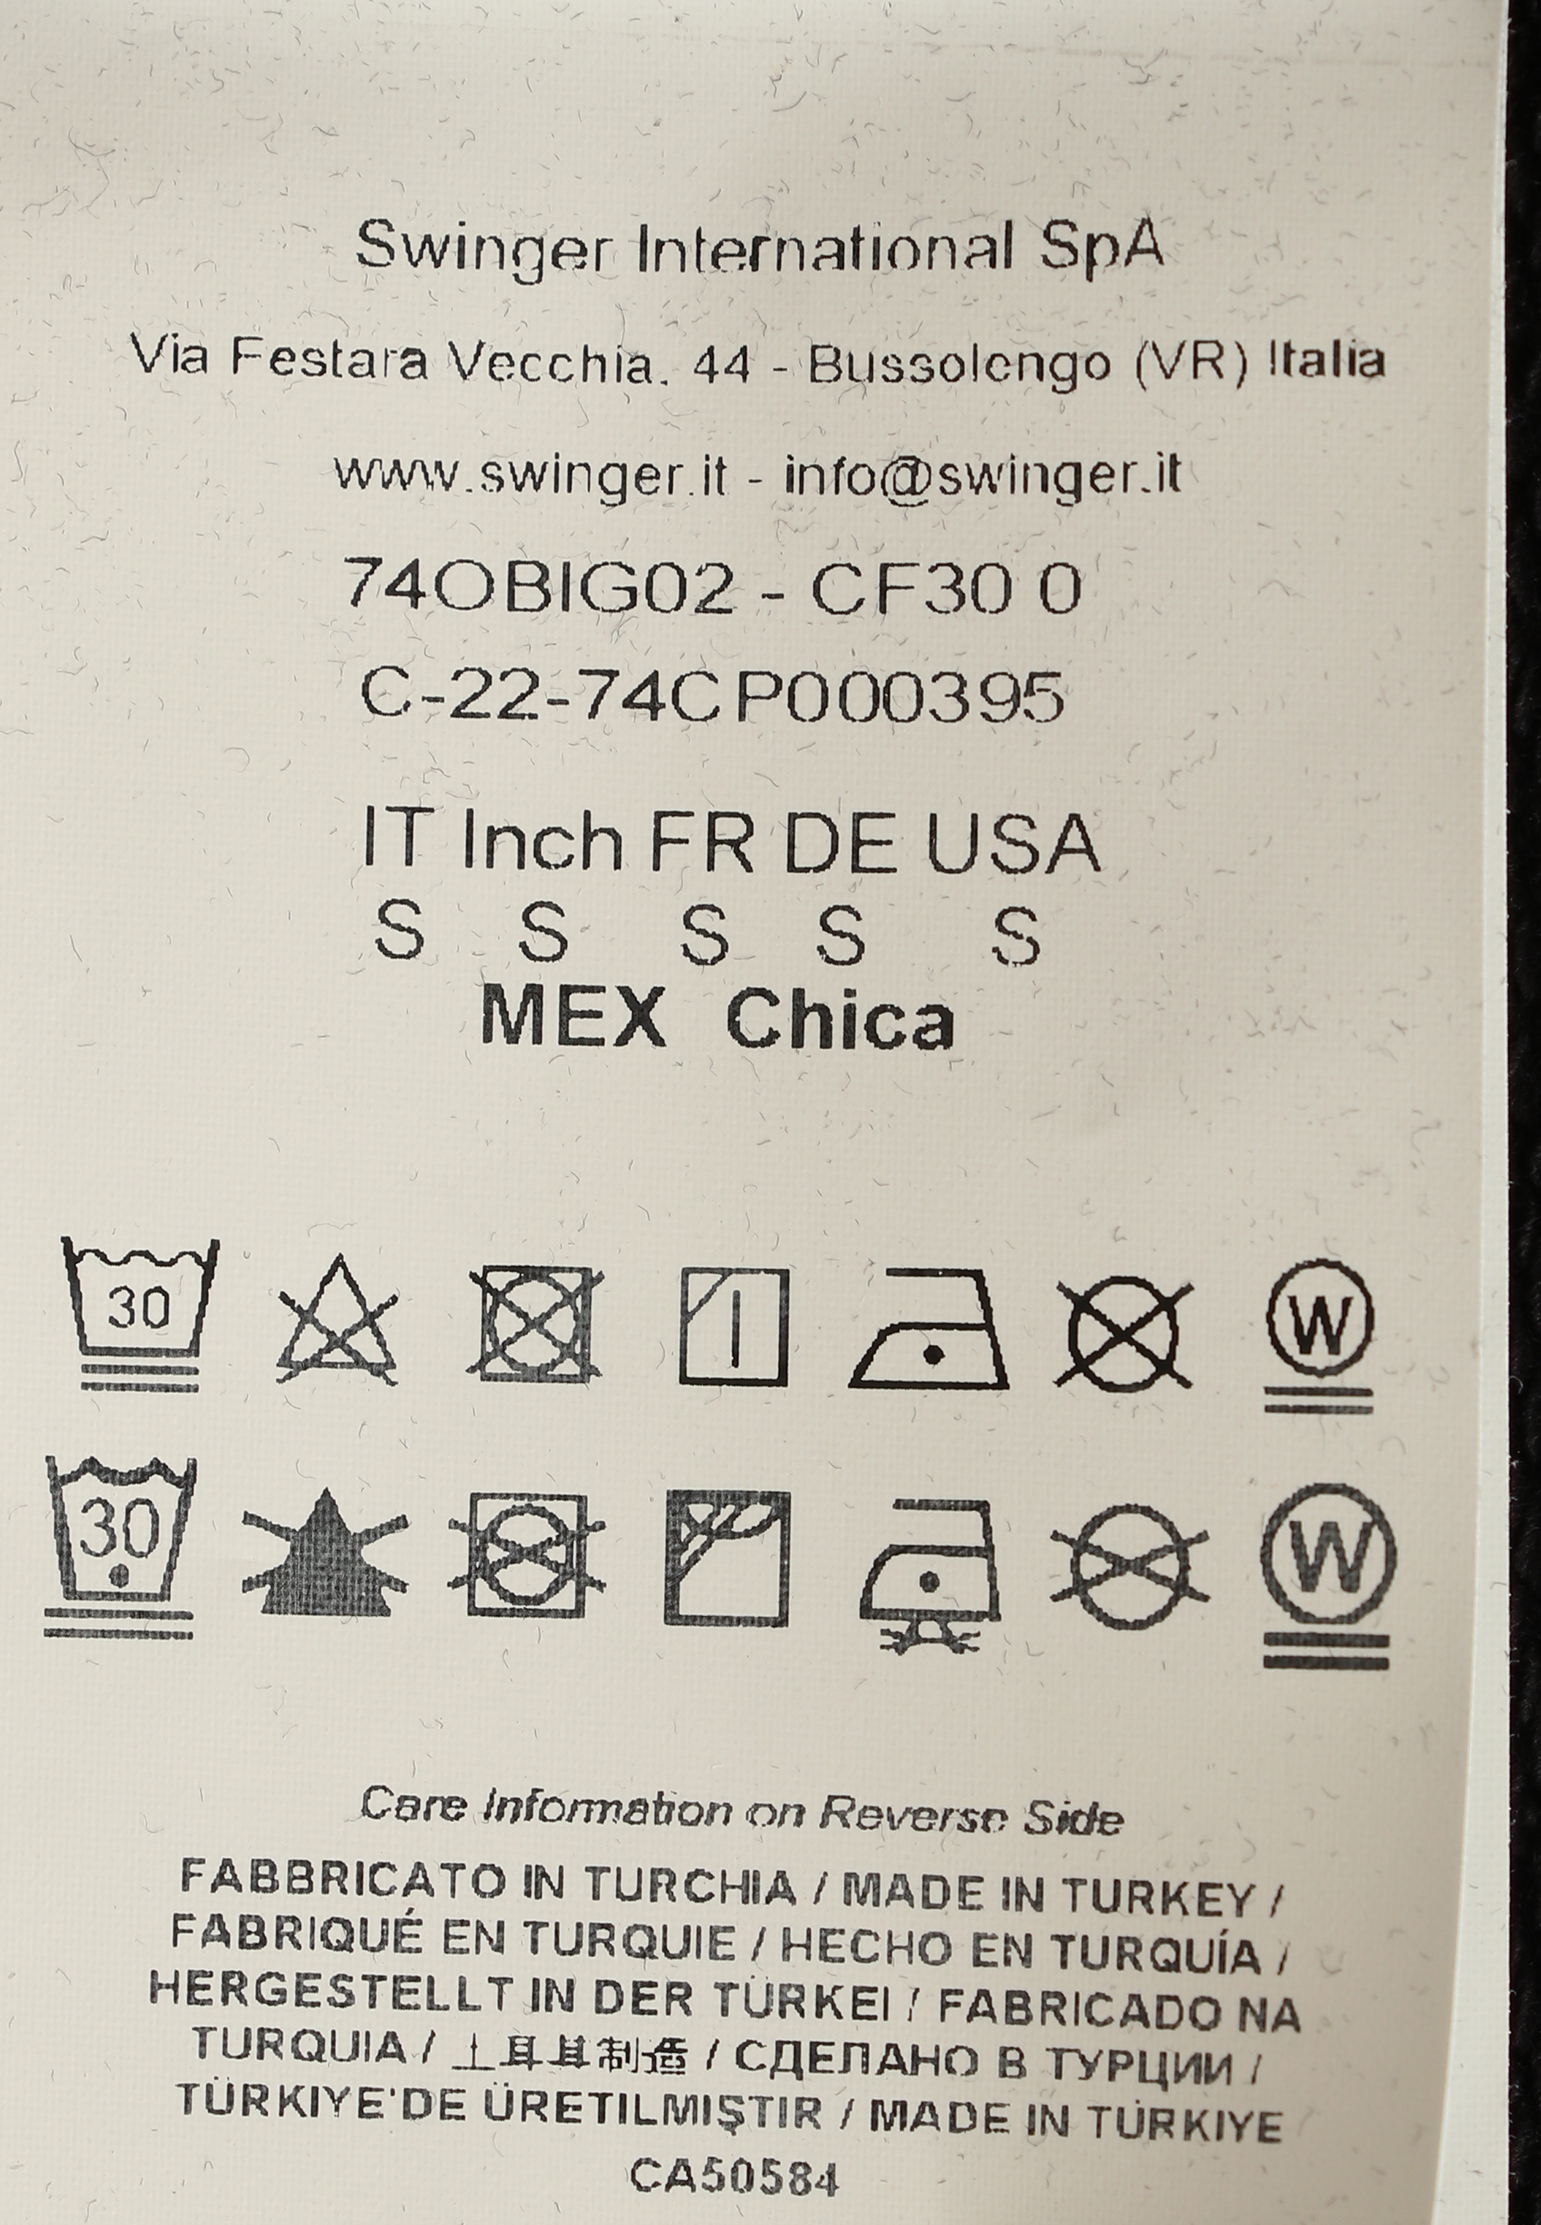 Swinger International SpA
Via Festara Vecchia, 44 - Bussolengo (VR) Italia
www.swinger.it - info@swinger.it
74OBIG02 - CF30 0
C-22-74CP000395
IT Inch FR DE USA
S S S S S
MEX Chica
30 W
30 W
Care Information on Reverse Side
FABBRICATO IN TURCHIA / MADE IN TURKEY /
FABRIQUÉ EN TURQUIE / HECHO EN TURQUÍA /
HERGESTELLT IN DER TÜRKEI / FABRICADO NA
TURQUIA / 土耳其制造 / СДЕЛАНО В ТУРЦИИ /
TÜRKIYE'DE ÜRETILMIŞTIR / MADE IN TÜRKIYE
CA50584